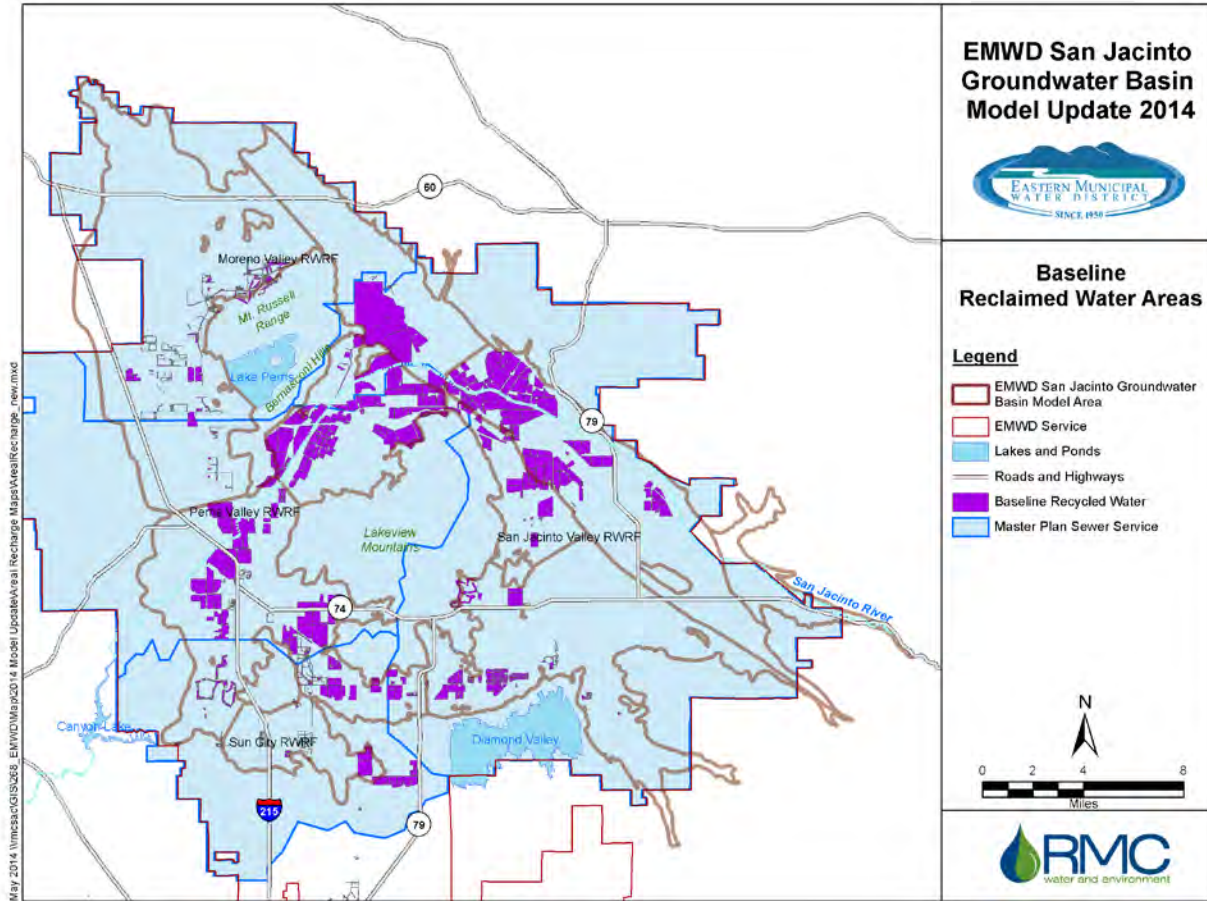 EMWD San Jacinto
Groundwater Basin
Model Update 2014
EASTERN MUNICIPAL
WATER DISTRICT
SINCE 1950
Baseline
Reclaimed Water Areas
Legend
EMWD San Jacinto Groundwater
Basin Model Area
EMWD Service
Lakes and Ponds
Roads and Highways
Baseline Recycled Water
Master Plan Sewer Service
N
0 2 4 8
Miles
RMC
water and environment
60
Moreno Valley RWRF
Mt. Russell
Range
Lake Perris
Bernasconi Hills
79
Perris Valley RWRF
Lakeview
Mountains
San Jacinto Valley RWRF
San Jacinto River
74
Canyon Lake
Sun City RWRF
Diamond Valley
215
79